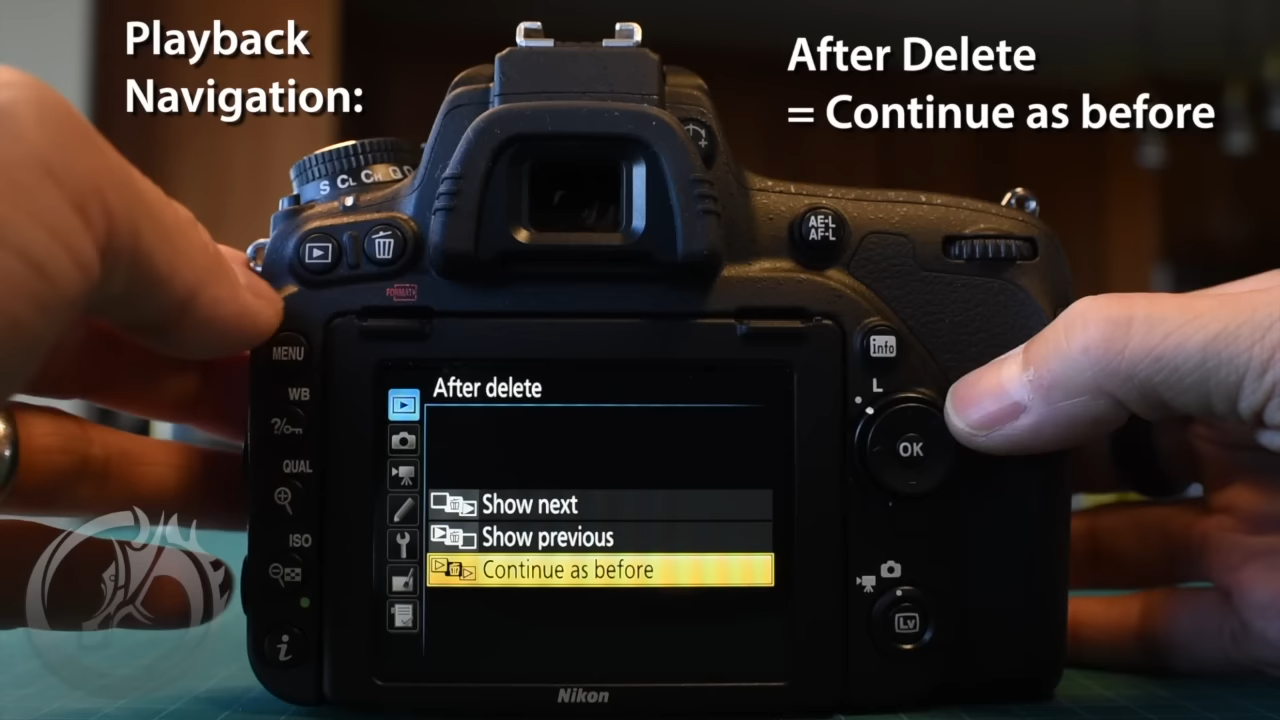 Playback
Navigation:
After Delete
= Continue as before
S CL CH Q
AE-L
AF-L
FORMAT
MENU
info
WB
L
After delete
?
OK
QUAL
Show next
ISO
Show previous
Continue as before
i
Lv
Nikon